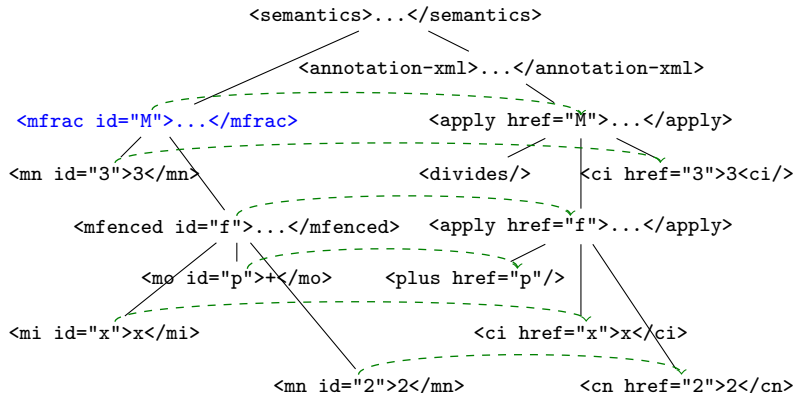 <semantics>...</semantics>
<annotation-xml>...</annotation-xml>
<mfrac id="M">...</mfrac> <apply href="M">...</apply>
<mn id="3">3</mn> <divides/> <ci href="3">3<ci/>
<mfenced id="f">...</mfenced> <apply href="f">...</apply>
<mo id="p">+</mo> <plus href="p"/>
<mi id="x">x</mi> <ci href="x">x</ci>
<mn id="2">2</mn> <cn href="2">2</cn>